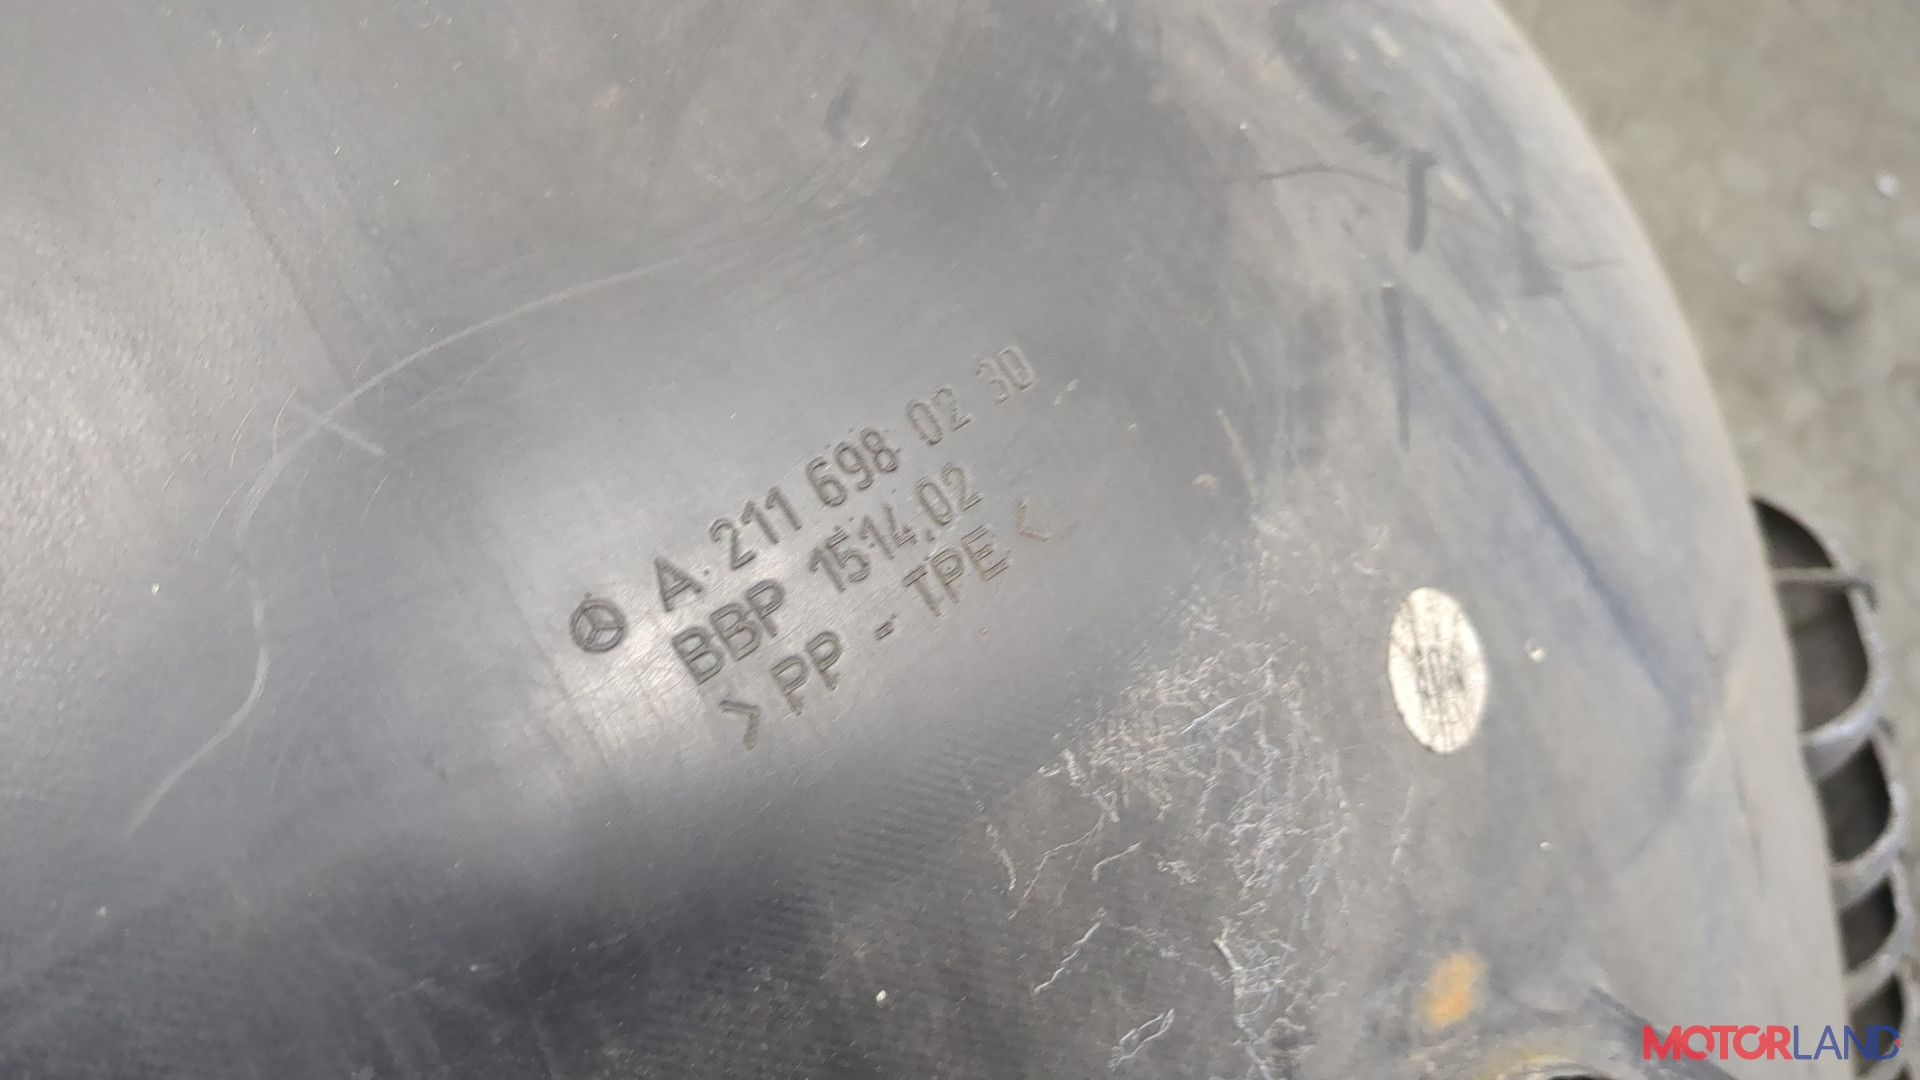 A 211 698 02 30
BBP 1514.02
>PP - TPE<
MOTORLAND